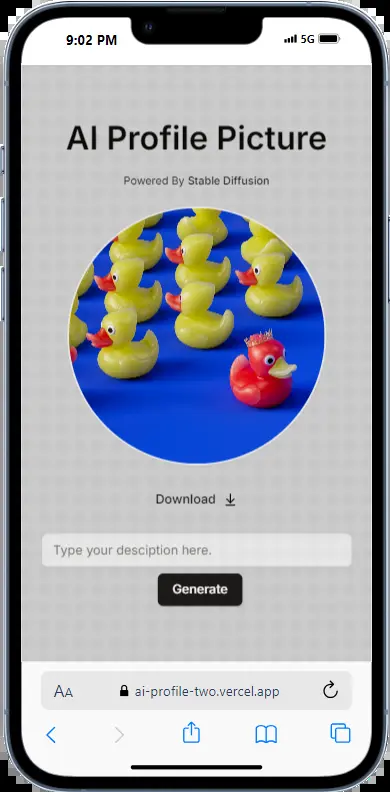 9:02 PM 5G
AI Profile Picture
Powered By Stable Diffusion
Download
Type your desciption here.
Generate
AA ai-profile-two.vercel.app